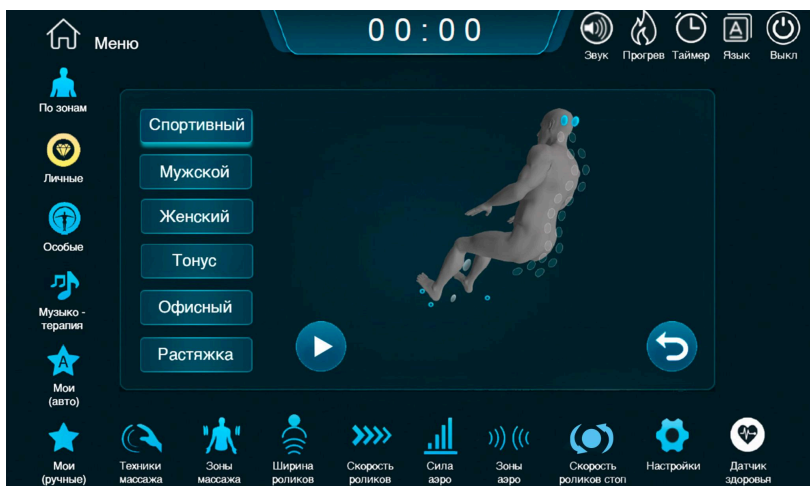 Меню
00:00
Звук
Прогрев
Таймер
A
Язык
Выкл
По зонам
Личные
Особые
Музыко -
терапия
A
Мои
(авто)
Мои
(ручные)
Спортивный
Мужской
Женский
Тонус
Офисный
Растяжка
Техники
массажа
Зоны
массажа
Ширина
роликов
Скорость
роликов
Сила
аэро
Зоны
аэро
Скорость
роликов стоп
Настройки
Датчик
здоровья